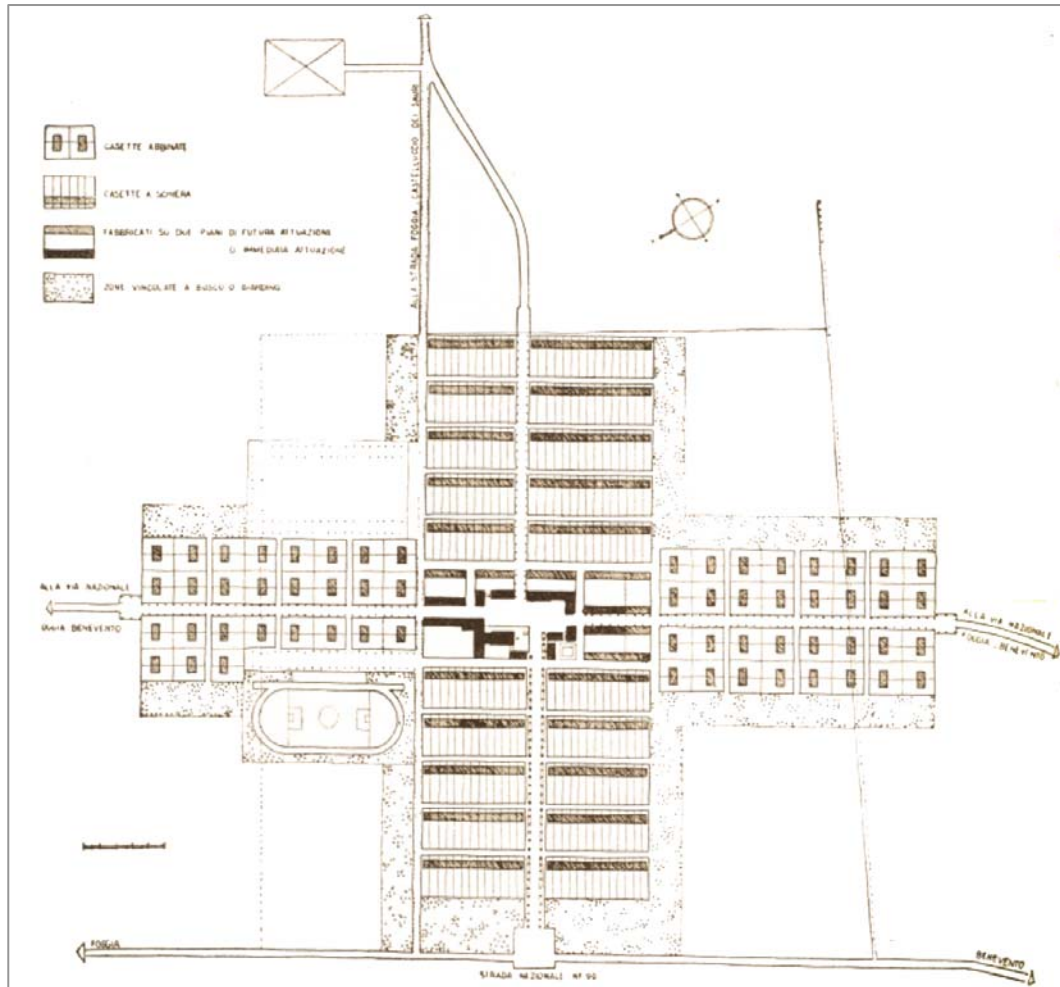 CASETTE ABBINATE
CASETTE A SCHIERA
FABBRICATI SU DUE PIANI DI FUTURA ATTUAZIONE
D IMMEDIATA ATTUAZIONE
ZONE VINCOLATE A BOSCO O GIARDINO
ALLA STRADA FOGGIA CASTELLUCCIO DEI SAURI
ALLA VIA NAZIONALE
FOGGIA BENEVENTO
ALLA VIA NAZIONALE
FOGGIA - BENEVENTO
FOGGIA
BENEVENTO
STRADA NAZIONALE Nº 90